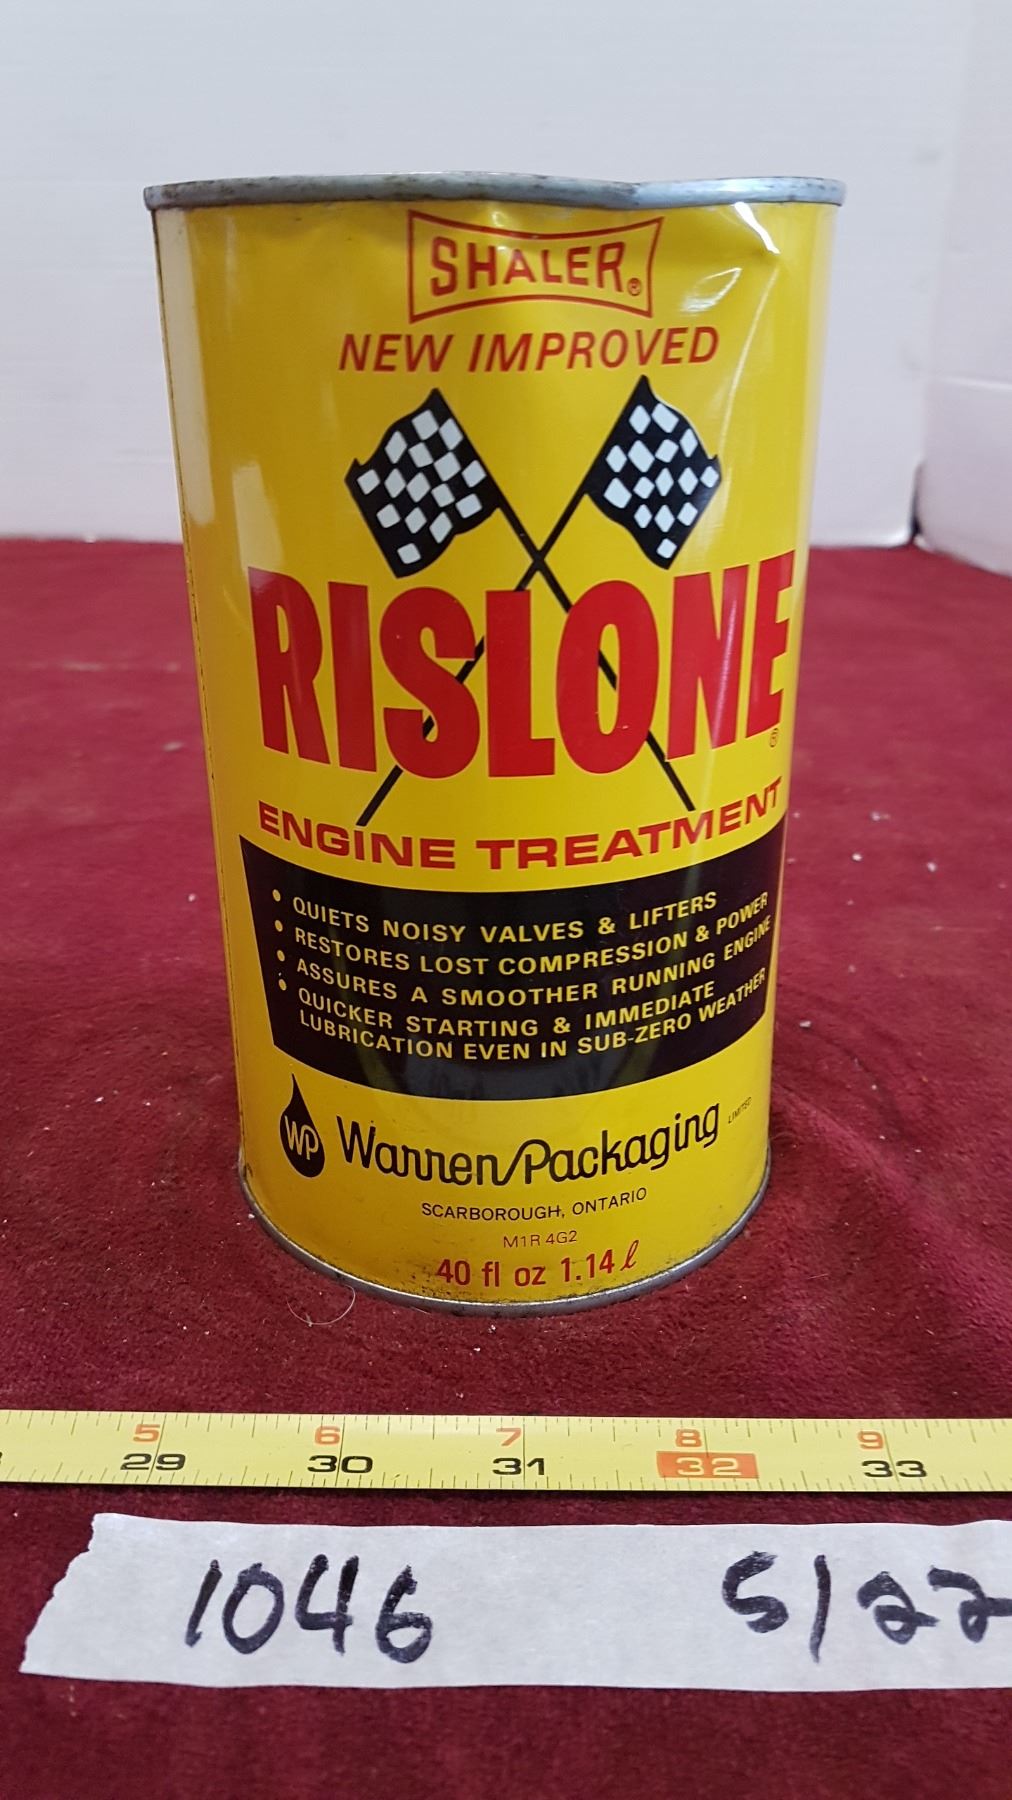 SHALER®
NEW IMPROVED
RISLONE®
ENGINE TREATMENT
• QUIETS NOISY VALVES & LIFTERS
• RESTORES LOST COMPRESSION & POWER
• ASSURES A SMOOTHER RUNNING ENGINE
• QUICKER STARTING & IMMEDIATE
LUBRICATION EVEN IN SUB-ZERO WEATHER
WP Warren Packaging LIMITED
SCARBOROUGH, ONTARIO
M1R 4G2
40 fl oz 1.14 ℓ
5 6 7 8 9
29 30 31 32 33
1046 5/22